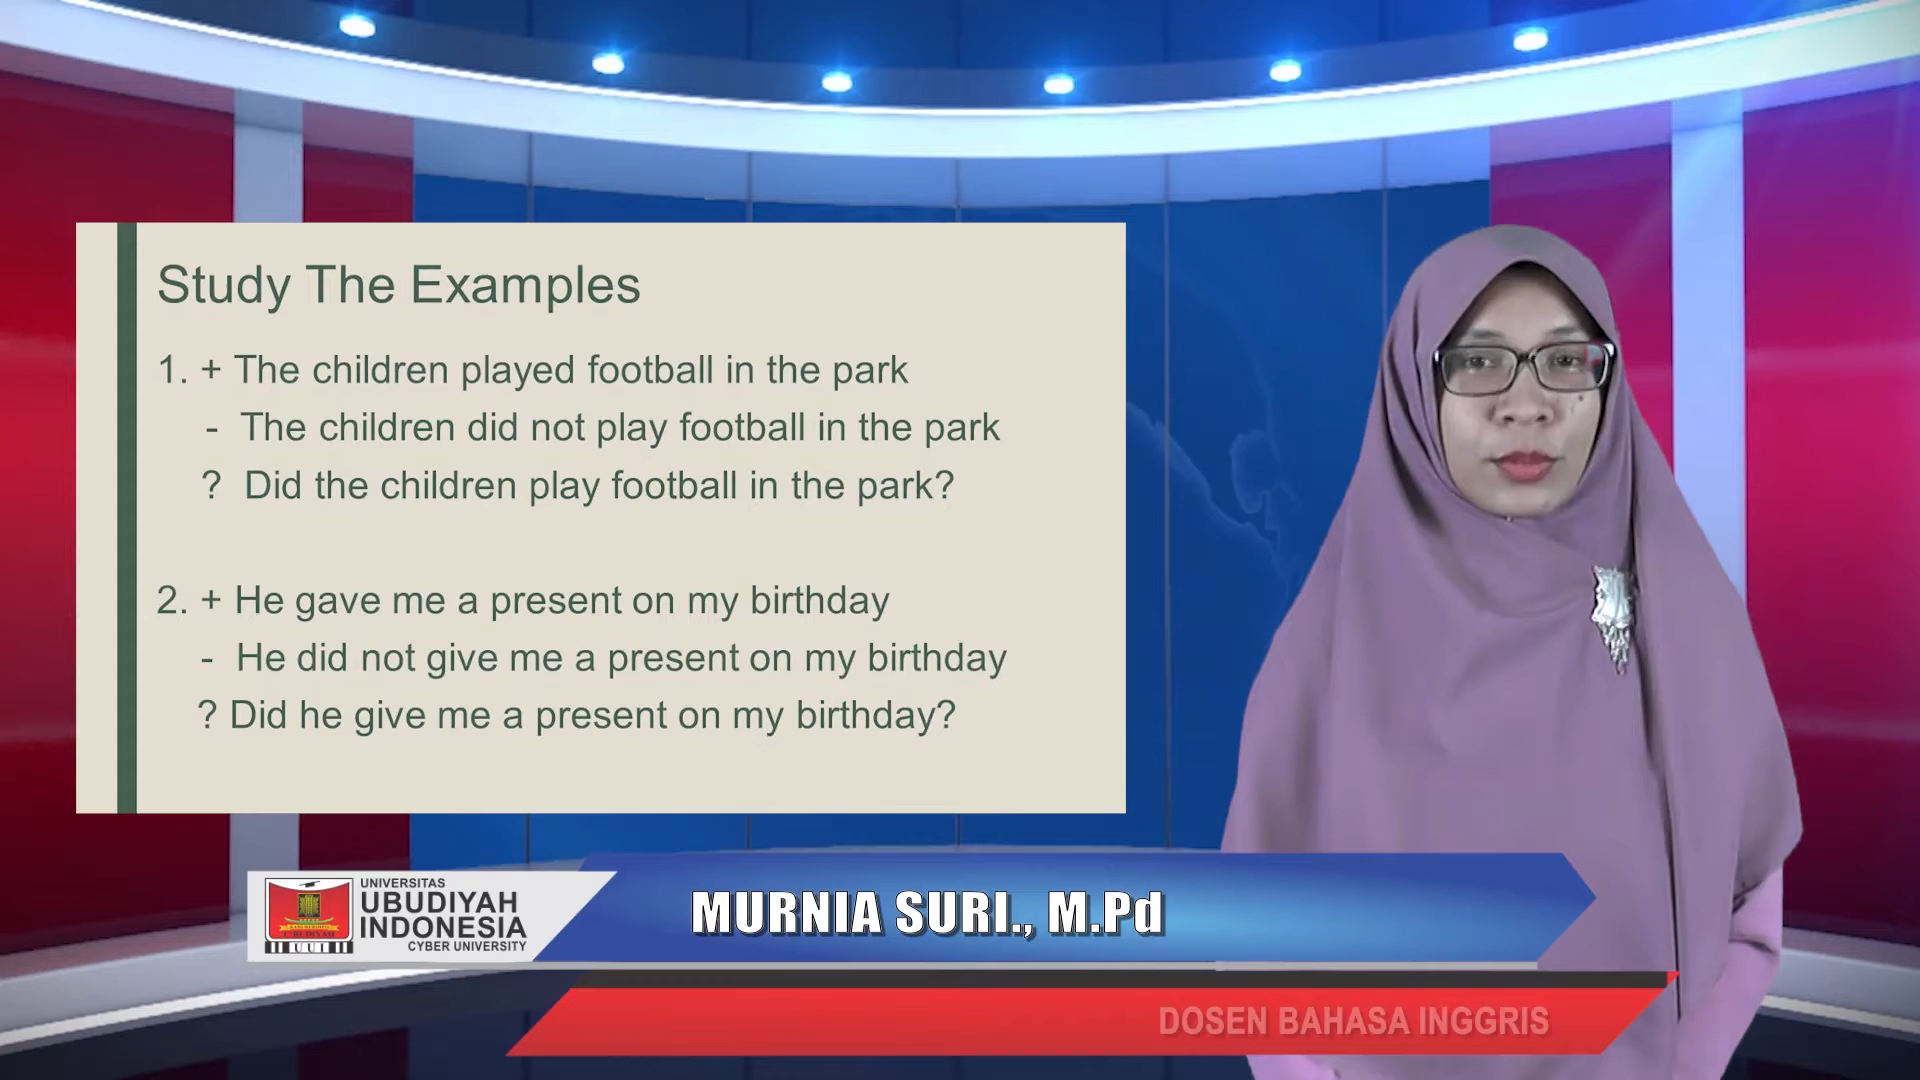 Study The Examples
1. + The children played football in the park
- The children did not play football in the park
? Did the children play football in the park?
2. + He gave me a present on my birthday
- He did not give me a present on my birthday
? Did he give me a present on my birthday?
UNIVERSITAS
UBUDIYAH
INDONESIA
CYBER UNIVERSITY
MURNIA SURI., M.Pd
DOSEN BAHASA INGGRIS